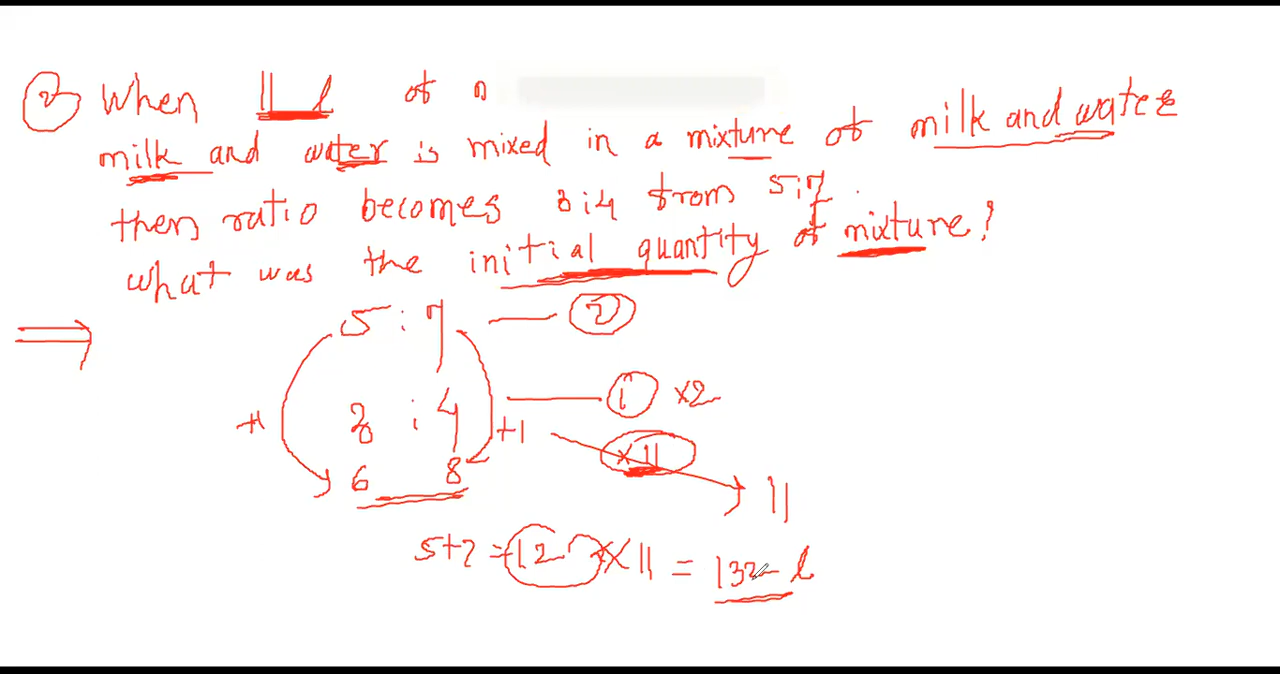 ② When 11 l of a
milk and water is mixed in a mixture of milk and water
then ratio becomes 3:4 from 5:7.
what was the initial quantity of mixture?
⇒ 5 : 7 — ②
3 : 4 — ① ×2
+1 +1 ×11
6 8 11
5+7 = 12 × 11 = 132 l